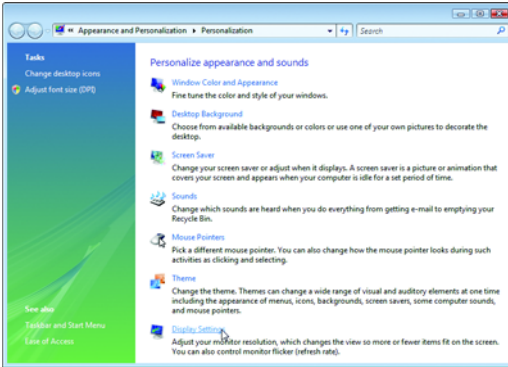 « Appearance and Personalization ▸ Personalization
Search
Tasks
Change desktop icons
Adjust font size (DPI)
See also
Taskbar and Start Menu
Ease of Access
Personalize appearance and sounds
Window Color and Appearance
Fine tune the color and style of your windows.
Desktop Background
Choose from available backgrounds or colors or use one of your own pictures to decorate the
desktop.
Screen Saver
Change your screen saver or adjust when it displays. A screen saver is a picture or animation that
covers your screen and appears when your computer is idle for a set period of time.
Sounds
Change which sounds are heard when you do everything from getting e-mail to emptying your
Recycle Bin.
Mouse Pointers
Pick a different mouse pointer. You can also change how the mouse pointer looks during such
activities as clicking and selecting.
Theme
Change the theme. Themes can change a wide range of visual and auditory elements at one time
including the appearance of menus, icons, backgrounds, screen savers, some computer sounds,
and mouse pointers.
Display Settings
Adjust your monitor resolution, which changes the view so more or fewer items fit on the screen.
You can also control monitor flicker (refresh rate).